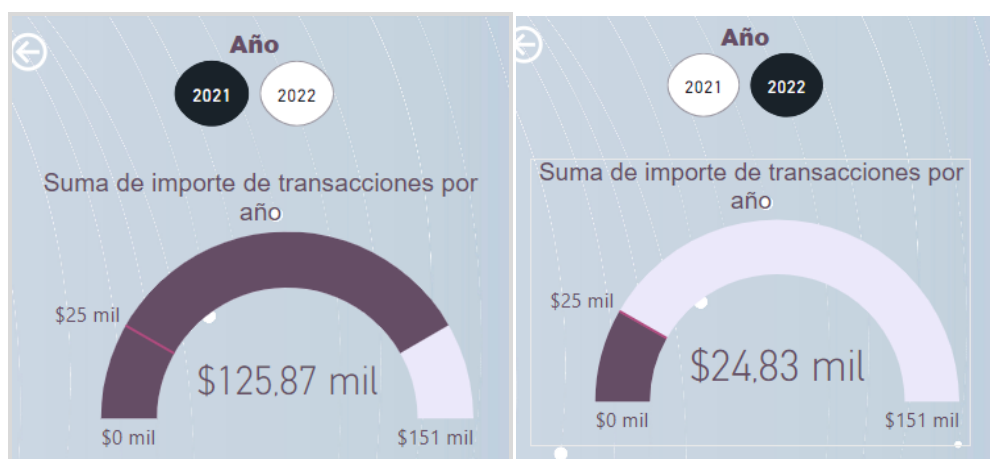 Año
2021 2022
Suma de importe de transacciones por
año
$25 mil
$125,87 mil
$0 mil $151 mil
Año
2021 2022
Suma de importe de transacciones por
año
$25 mil
$24,83 mil
$0 mil $151 mil